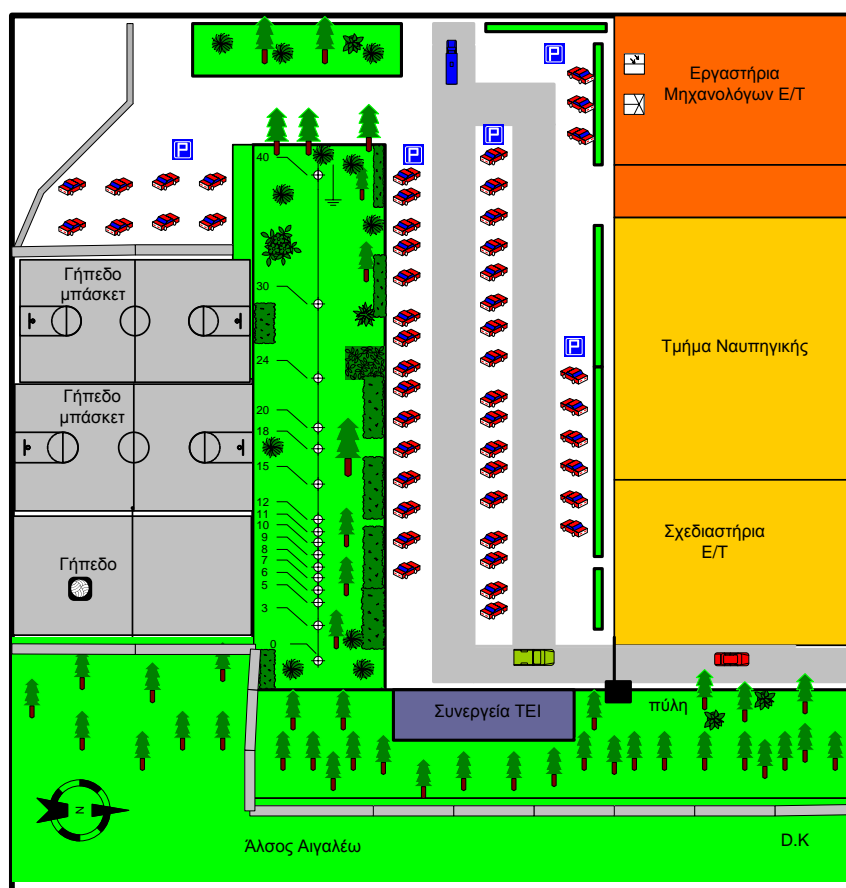 P
P
P
P
P
Εργαστήρια
Μηχανολόγων Ε/Τ
40
Γήπεδο
μπάσκετ
30
Τμήμα Ναυπηγικής
24
Γήπεδο
μπάσκετ
20
18
15
12
11
10
9
8
7
6
5
3
0
Σχεδιαστήρια
Ε/Τ
Γήπεδο
Συνεργεία ΤΕΙ
πύλη
N
Άλσος Αιγαλέω
D.K